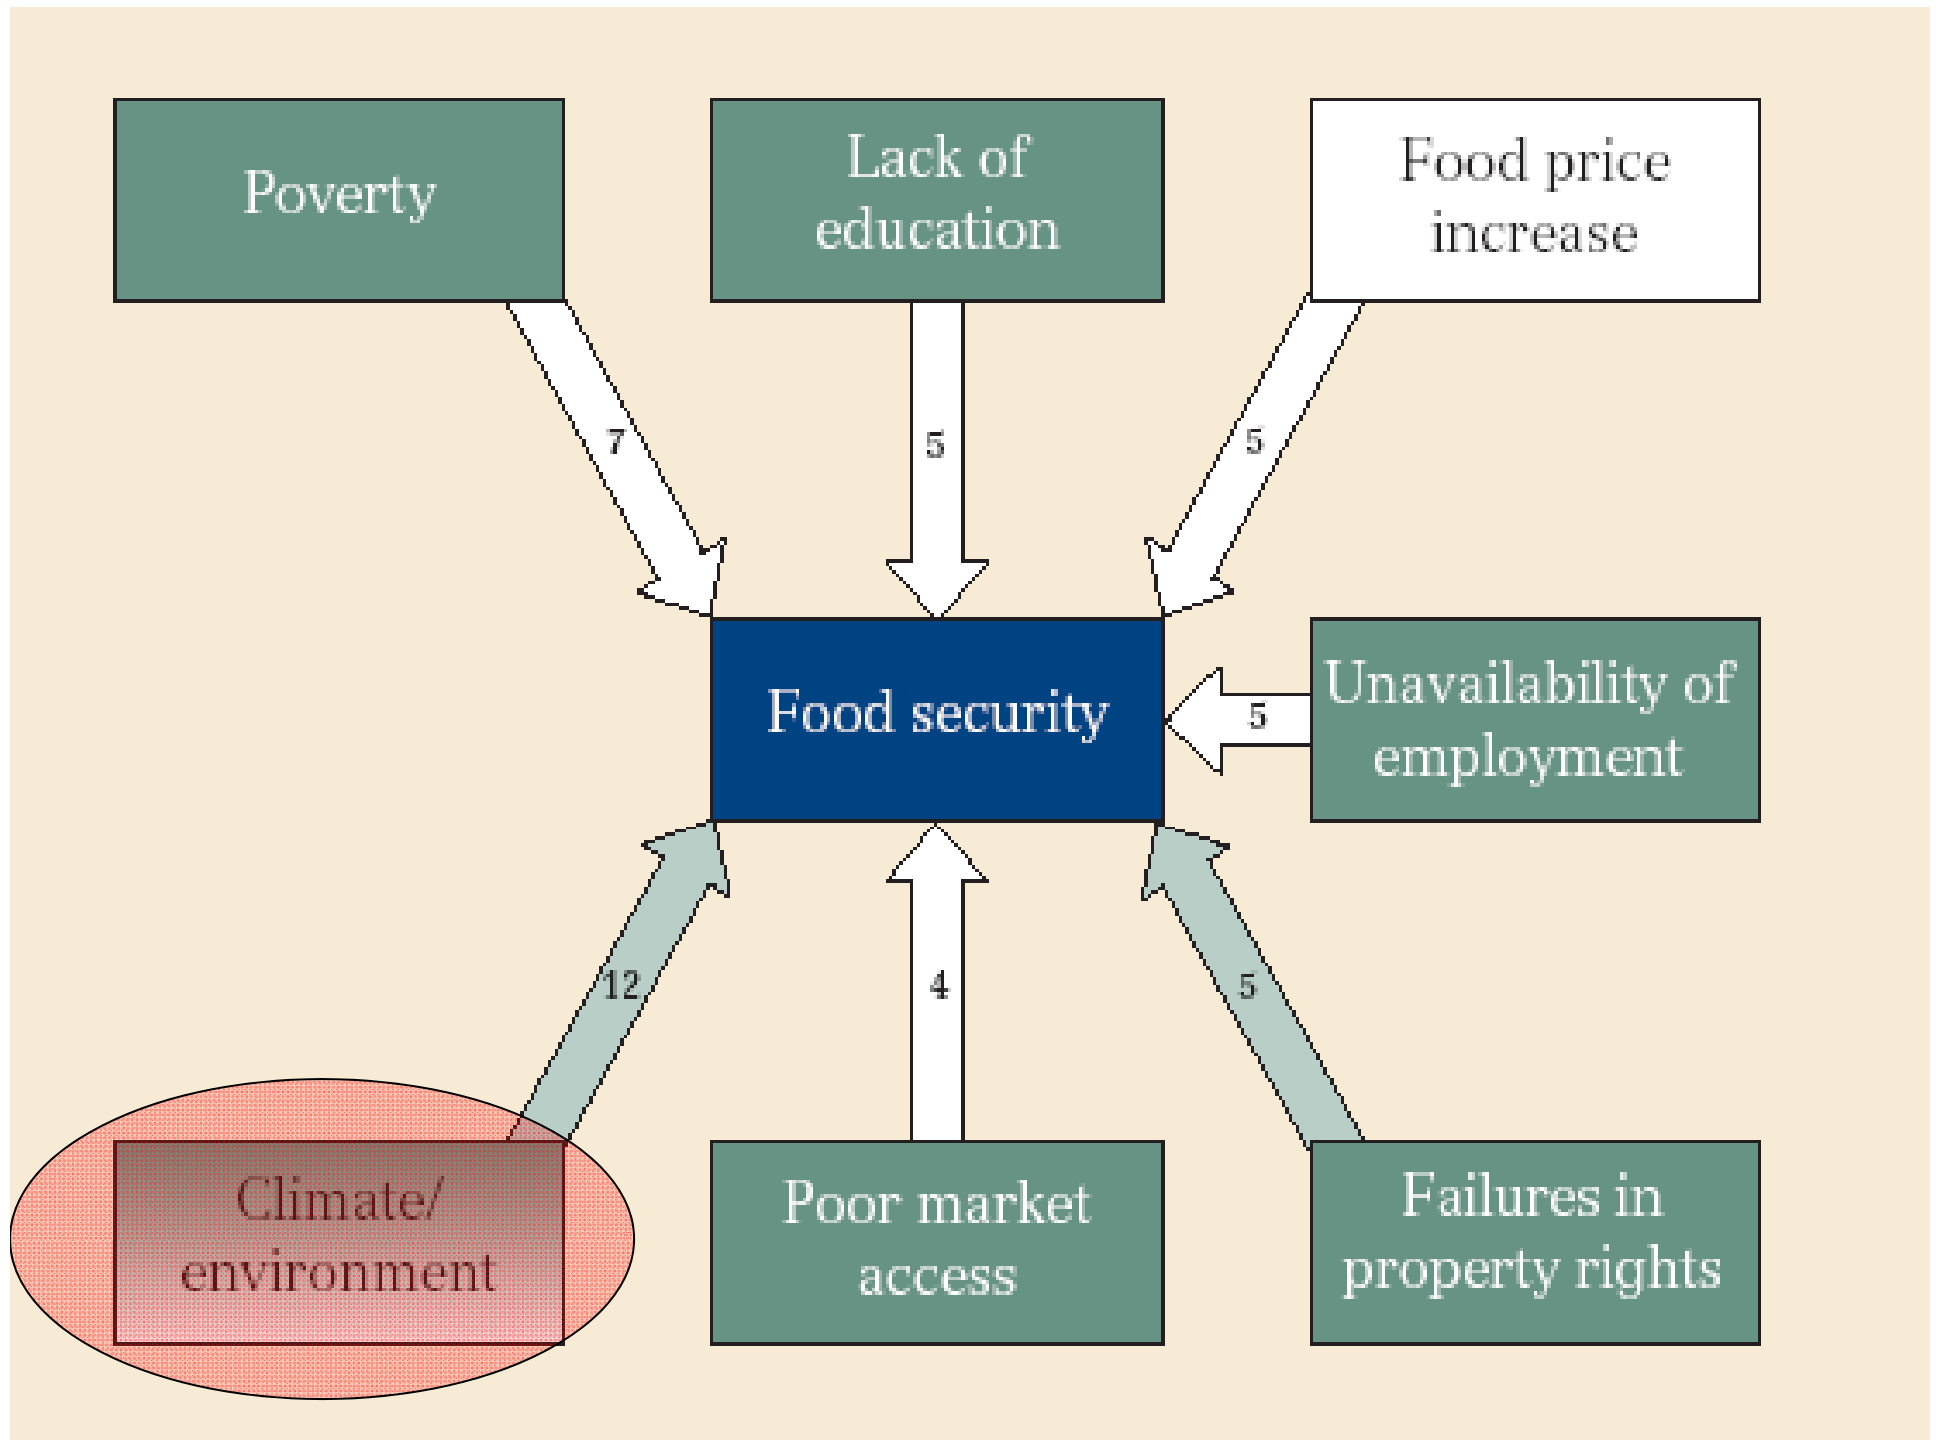 Poverty
Lack of
education
Food price
increase
7
5
5
Food security
5
Unavailability of
employment
12
4
5
Climate/
environment
Poor market
access
Failures in
property rights